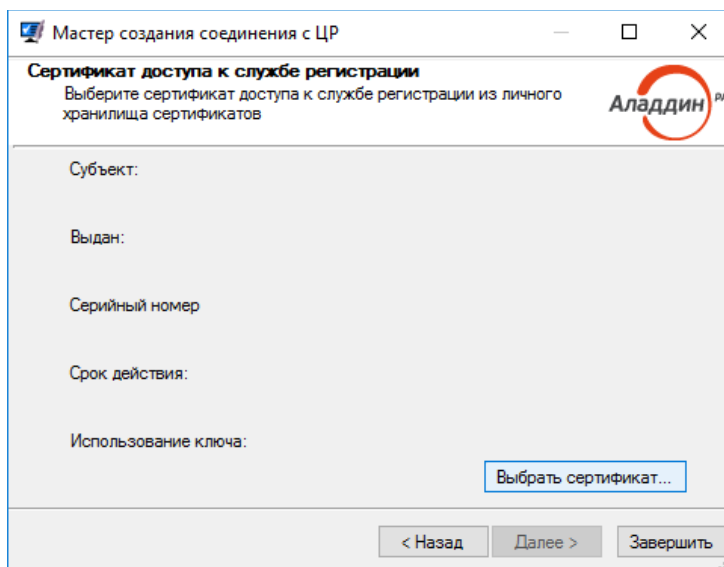 Мастер создания соединения с ЦР
Сертификат доступа к службе регистрации
Выберите сертификат доступа к службе регистрации из личного
хранилища сертификатов
Аладдин
Субъект:
Выдан:
Серийный номер
Срок действия:
Использование ключа:
Выбрать сертификат...
< Назад
Далее >
Завершить